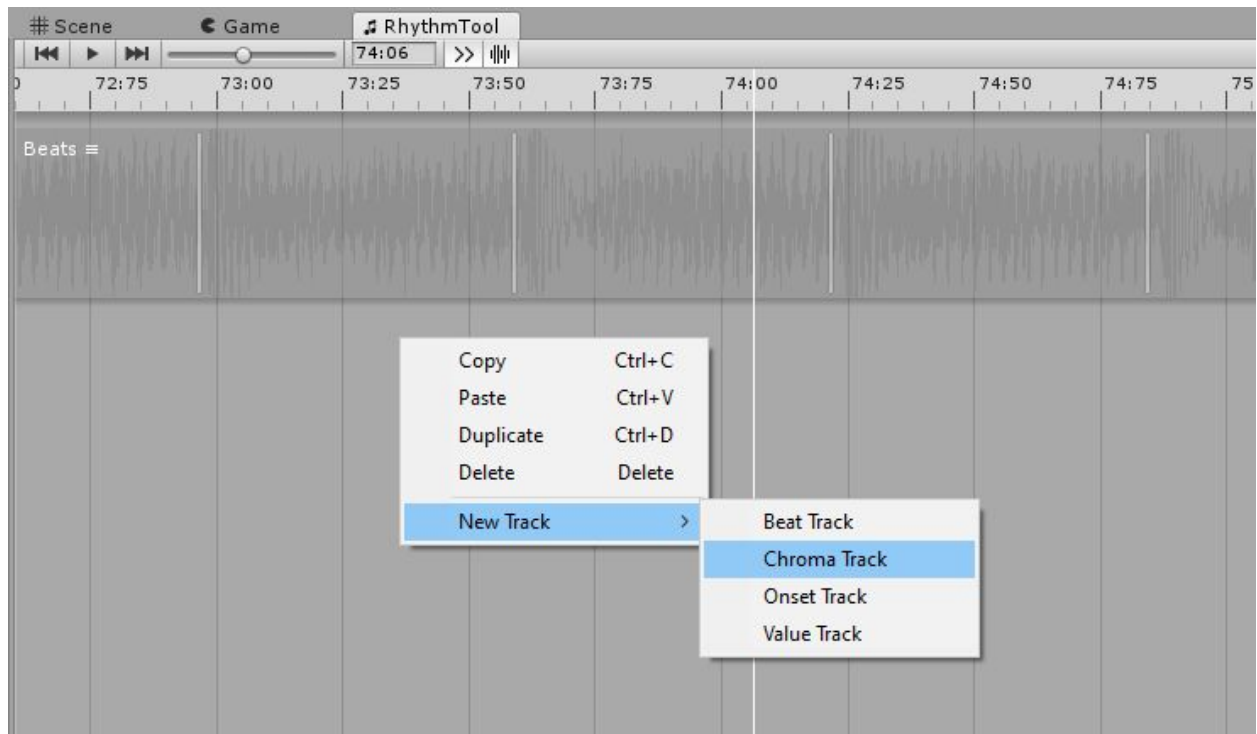 Scene Game RhythmTool
74:06
72:75 73:00 73:25 73:50 73:75 74:00 74:25 74:50 74:75 75
Beats
Copy Ctrl+C
Paste Ctrl+V
Duplicate Ctrl+D
Delete Delete
New Track
Beat Track
Chroma Track
Onset Track
Value Track